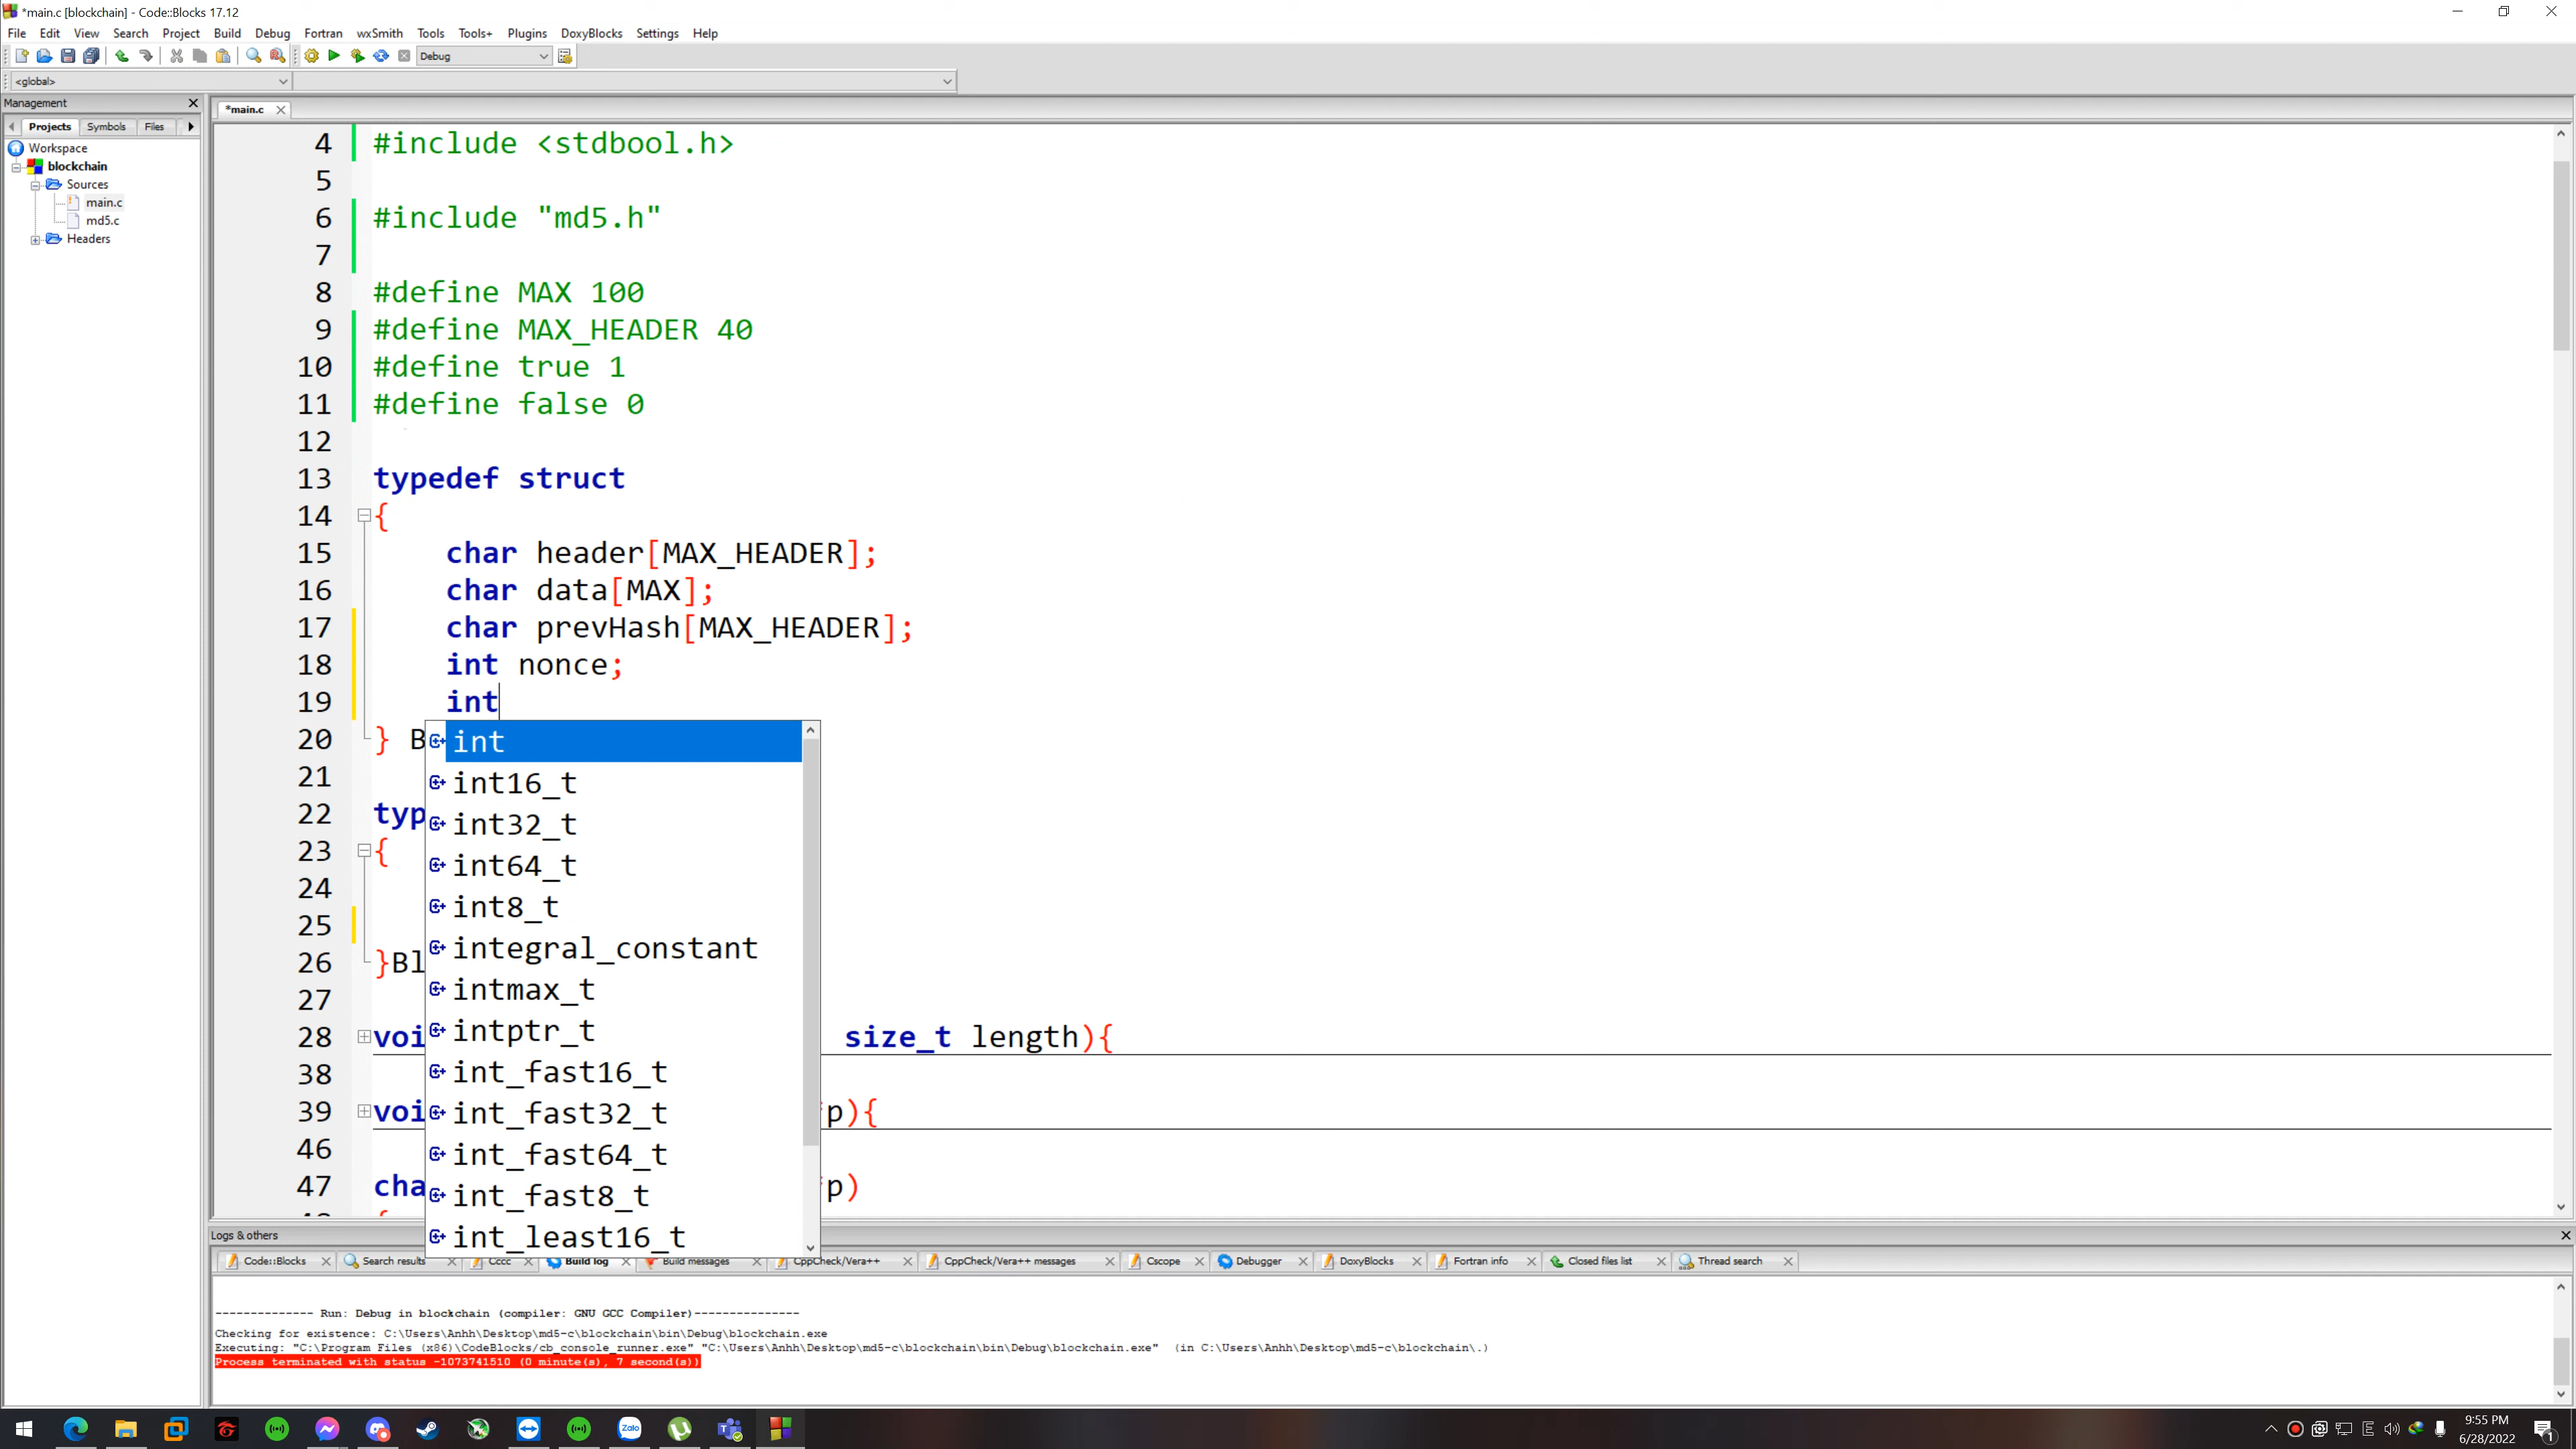 *main.c [blockchain] - Code::Blocks 17.12
File Edit View Search Project Build Debug Fortran wxSmith Tools Tools+ Plugins DoxyBlocks Settings Help
Debug
<global>
Management
*main.c
Projects Symbols Files
Workspace
blockchain
Sources
main.c
md5.c
Headers
4 #include <stdbool.h>
5
6 #include "md5.h"
7
8 #define MAX 100
9 #define MAX_HEADER 40
10 #define true 1
11 #define false 0
12
13 typedef struct
14 {
15 char header[MAX_HEADER];
16 char data[MAX];
17 char prevHash[MAX_HEADER];
18 int nonce;
19 int
20 } B
21
22 typ
23 {
24
25
26 }Bl
27
28 voi size_t length){
38
39 voi p){
46
47 cha p)
int
int16_t
int32_t
int64_t
int8_t
integral_constant
intmax_t
intptr_t
int_fast16_t
int_fast32_t
int_fast64_t
int_fast8_t
int_least16_t
Logs & others
Code::Blocks Search results Cccc Build log Build messages CppCheck/Vera++ CppCheck/Vera++ messages Cscope Debugger DoxyBlocks Fortran info Closed files list Thread search
-------------- Run: Debug in blockchain (compiler: GNU GCC Compiler)---------------
Checking for existence: C:\Users\Anhh\Desktop\md5-c\blockchain\bin\Debug\blockchain.exe
Executing: "C:\Program Files (x86)\CodeBlocks/cb_console_runner.exe" "C:\Users\Anhh\Desktop\md5-c\blockchain\bin\Debug\blockchain.exe" (in C:\Users\Anhh\Desktop\md5-c\blockchain\.)
Process terminated with status -1073741510 (0 minute(s), 7 second(s))
Zalo
E
9:55 PM
6/28/2022
1